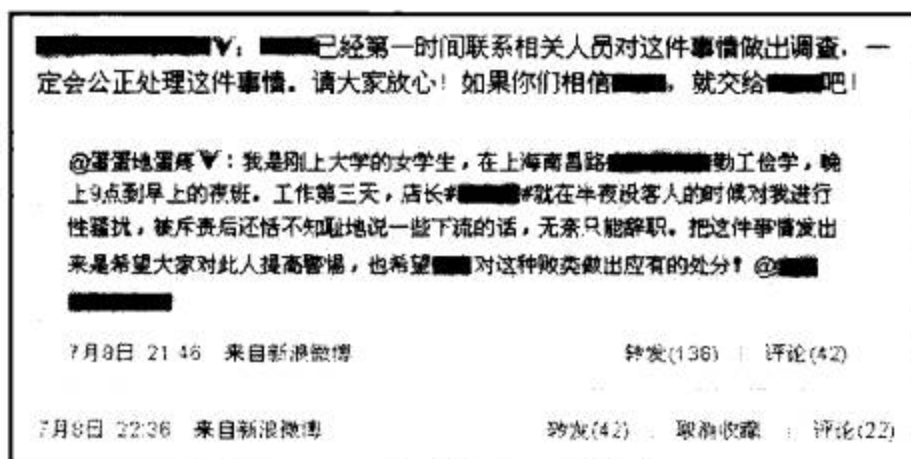 V：已经第一时间联系相关人员对这件事情做出调查，一
定会公正处理这件事情。请大家放心！如果你们相信，就交给吧！
@蛋蛋地蛋疼V：我是刚上大学的女学生，在上海南昌路勤工俭学，晚
上9点到早上的夜班。工作第三天，店长##就在半夜没客人的时候对我进行
性骚扰，被斥责后还恬不知耻地说一些下流的话，无奈只能辞职。把这件事情发出
来是希望大家对此人提高警惕，也希望对这种败类做出应有的处分！@
7月8日 21:46 来自新浪微博 转发(138) | 评论(42)
7月8日 22:36 来自新浪微博 转发(42) | 取消收藏 | 评论(22)